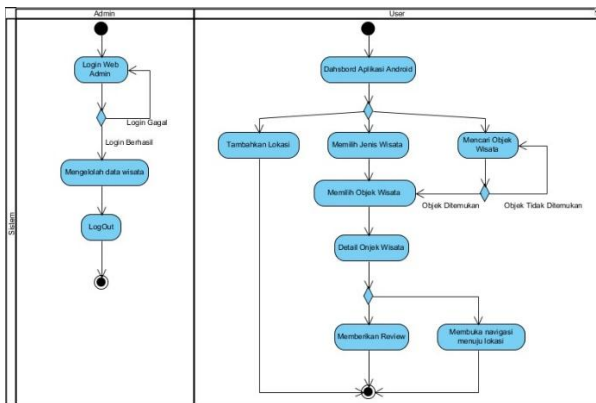 Admin
User
Sistem
Login Web
Admin
Login Gagal
Login Berhasil
Mengelolah data wisata
LogOut
Dahsbord Aplikasi Android
Tambahkan Lokasi
Memilih Jenis Wisata
Mencari Objek
Wisata
Memilih Objek Wisata
Objek Ditemukan
Objek Tidak Ditemukan
Detail Onjek Wisata
Memberikan Review
Membuka navigasi
menuju lokasi